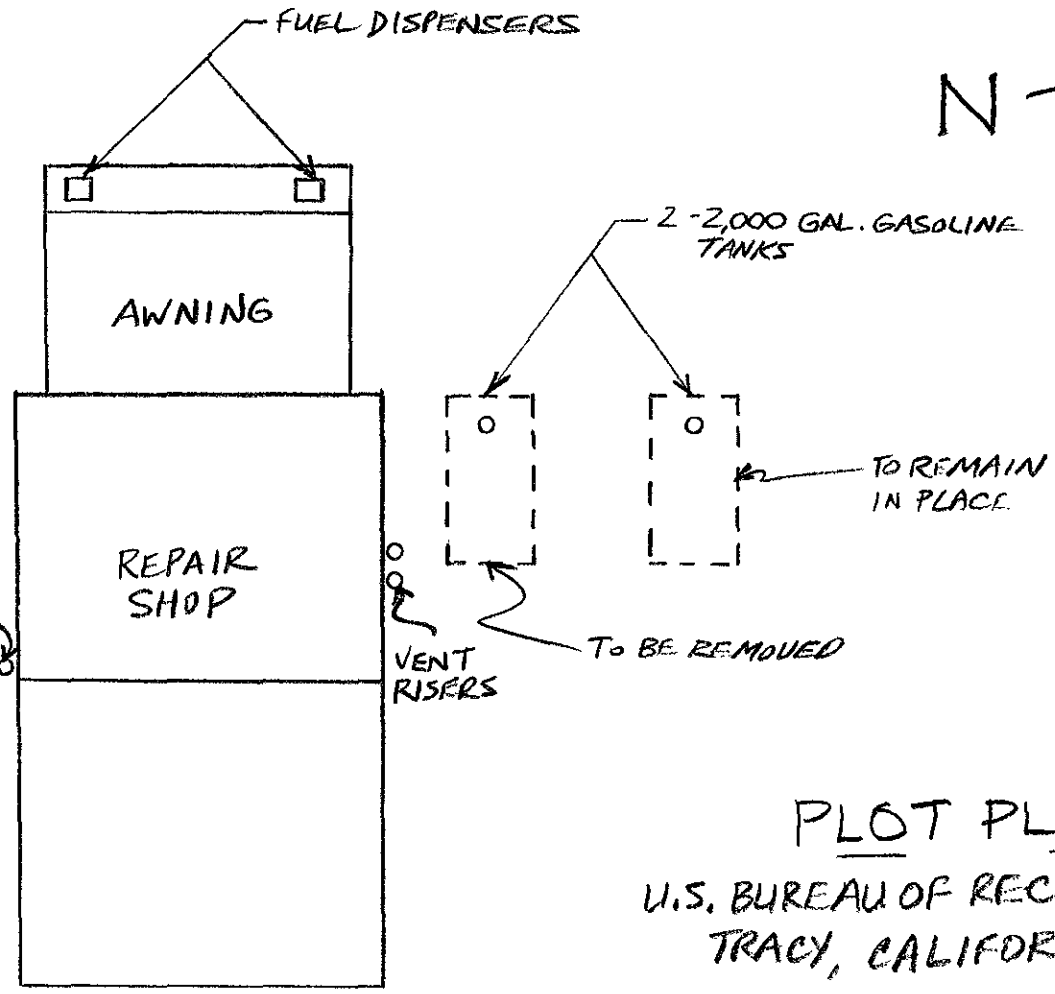 FUEL DISPENSERS
N
2-2,000 GAL. GASOLINE
TANKS
AWNING
TO REMAIN
IN PLACE
REPAIR
SHOP
TO BE REMOVED
VENT
RISERS
PLOT PL
U.S. BUREAU OF REC
TRACY, CALIFOR